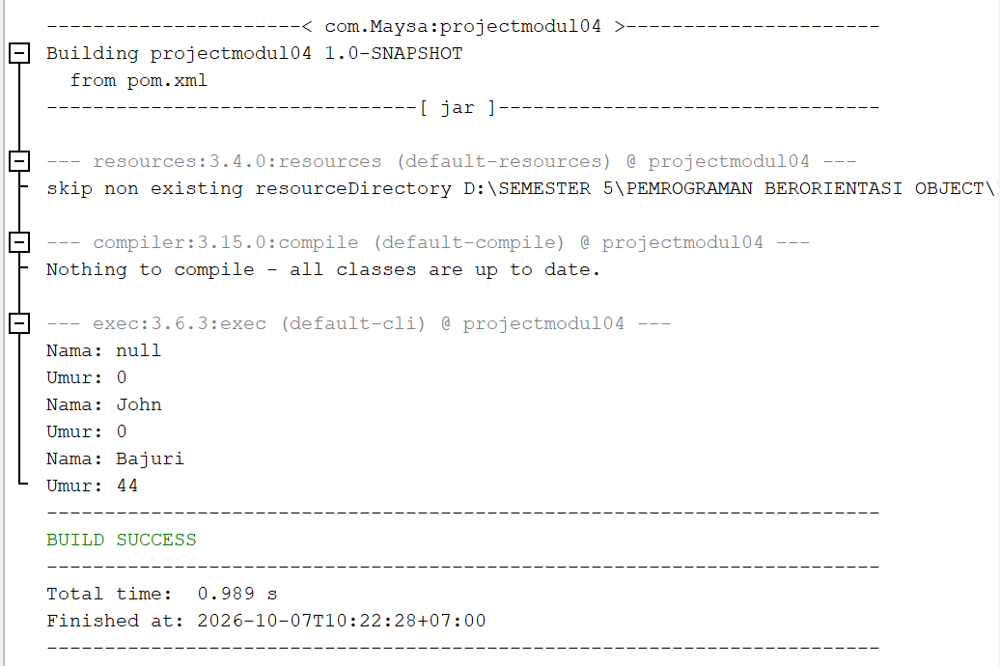 ----------------------< com.Maysa:projectmodul04 >----------------------
Building projectmodul04 1.0-SNAPSHOT
  from pom.xml
--------------------------------[ jar ]---------------------------------
--- resources:3.4.0:resources (default-resources) @ projectmodul04 ---
skip non existing resourceDirectory D:\SEMESTER 5\PEMROGRAMAN BERORIENTASI OBJECT\
--- compiler:3.15.0:compile (default-compile) @ projectmodul04 ---
Nothing to compile - all classes are up to date.
--- exec:3.6.3:exec (default-cli) @ projectmodul04 ---
Nama: null
Umur: 0
Nama: John
Umur: 0
Nama: Bajuri
Umur: 44
------------------------------------------------------------------------
BUILD SUCCESS
------------------------------------------------------------------------
Total time:  0.989 s
Finished at: 2026-10-07T10:22:28+07:00
------------------------------------------------------------------------